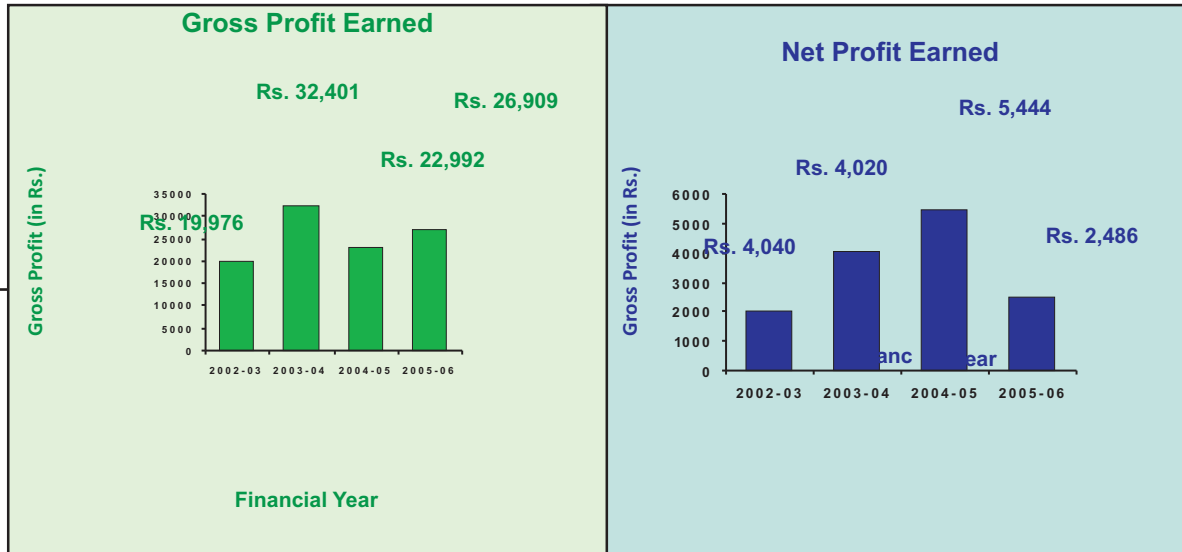 Gross Profit Earned
Rs. 32,401
Rs. 26,909
Rs. 22,992
Rs. 19,976
Gross Profit (in Rs.)
35000
30000
25000
20000
15000
10000
5000
0
2002-03 2003-04 2004-05 2005-06
Financial Year
Net Profit Earned
Rs. 5,444
Rs. 4,020
Rs. 2,486
Rs. 4,040
Gross Profit (in Rs.)
6000
5000
4000
3000
2000
1000
0
anc ear
2002-03 2003-04 2004-05 2005-06